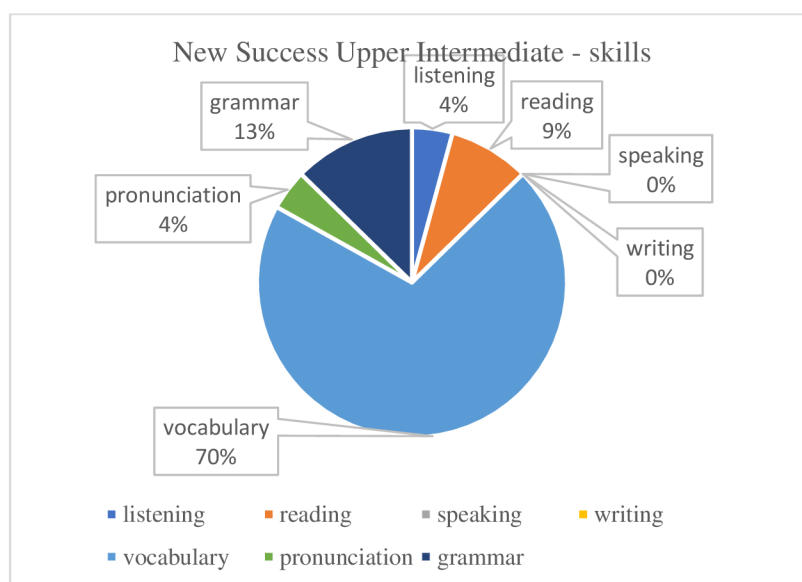 New Success Upper Intermediate - skills
listening
4%
reading
9%
speaking
0%
writing
0%
vocabulary
70%
pronunciation
4%
grammar
13%
listening reading speaking writing
vocabulary pronunciation grammar